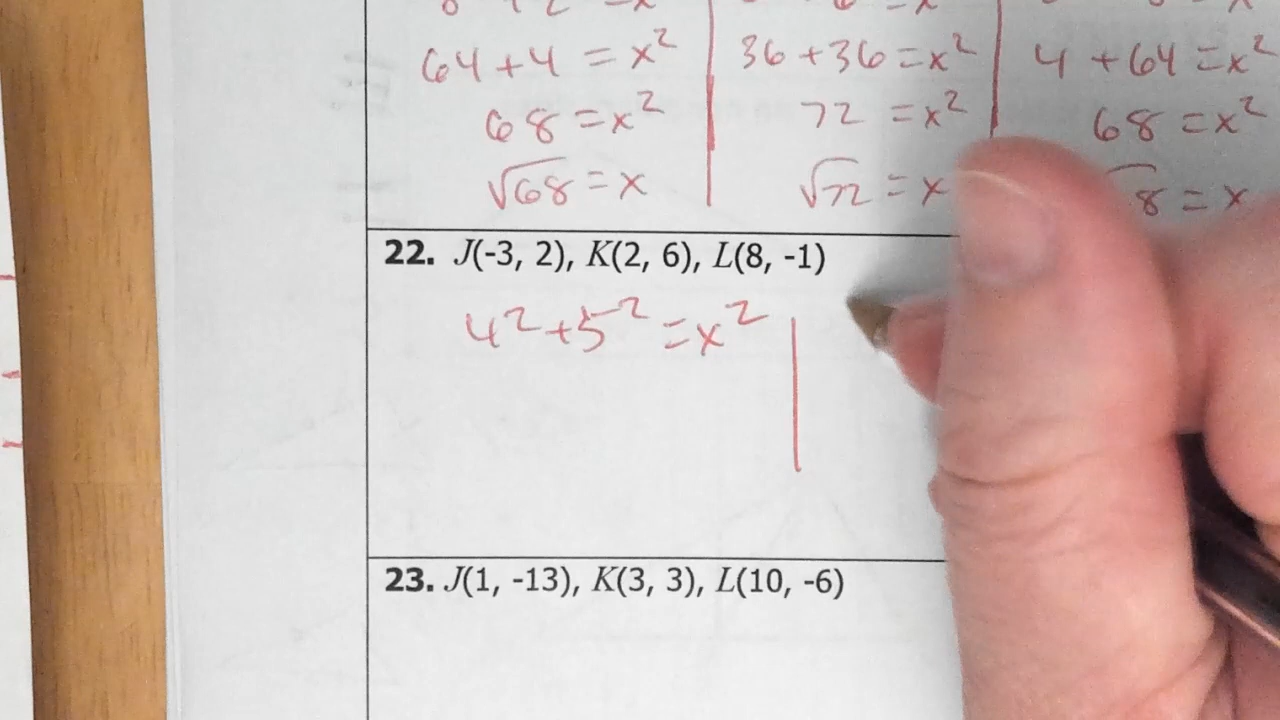 64 + 4 = x² 36 + 36 = x² 4 + 64 = x²
68 = x² 72 = x² 68 = x²
√68 = x √72 = x 8 = x
22. J(-3, 2), K(2, 6), L(8, -1)
4² + 5² = x²
23. J(1, -13), K(3, 3), L(10, -6)